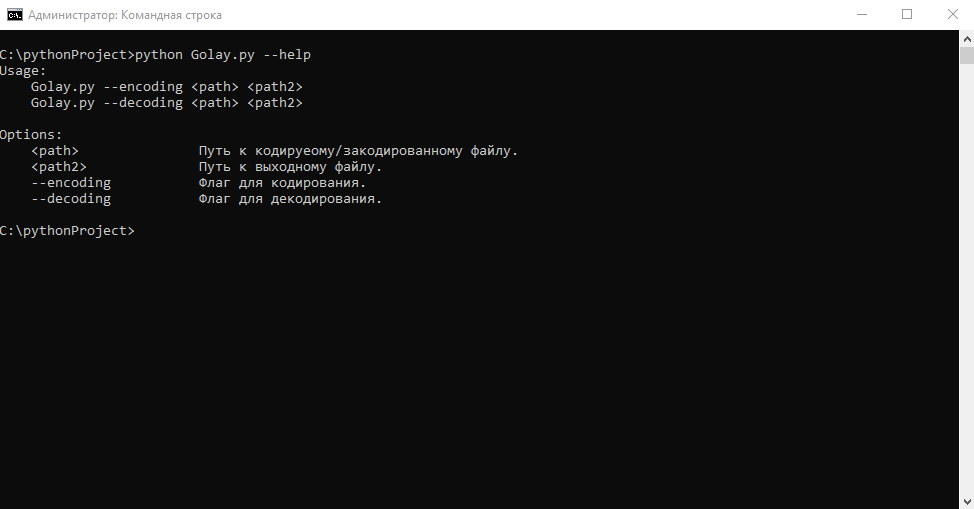 Администратор: Командная строка
C:\pythonProject>python Golay.py --help
Usage:
Golay.py --encoding <path> <path2>
Golay.py --decoding <path> <path2>
Options:
<path> Путь к кодируеому/закодированному файлу.
<path2> Путь к выходному файлу.
--encoding Флаг для кодирования.
--decoding Флаг для декодирования.
C:\pythonProject>